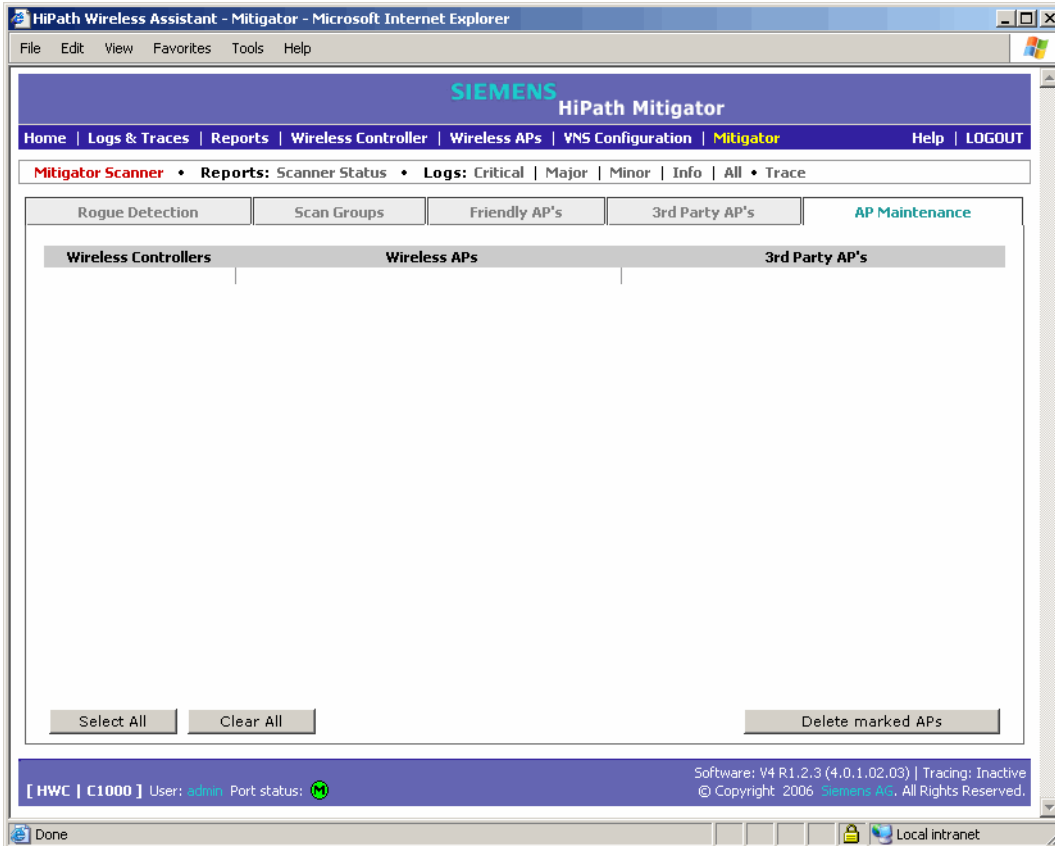 HiPath Wireless Assistant - Mitigator - Microsoft Internet Explorer
File Edit View Favorites Tools Help
SIEMENS
HiPath Mitigator
Home | Logs & Traces | Reports | Wireless Controller | Wireless APs | VNS Configuration | Mitigator Help | LOGOUT
Mitigator Scanner • Reports: Scanner Status • Logs: Critical | Major | Minor | Info | All • Trace
Rogue Detection Scan Groups Friendly AP's 3rd Party AP's AP Maintenance
Wireless Controllers Wireless APs 3rd Party AP's
Select All Clear All Delete marked APs
Software: V4 R1.2.3 (4.0.1.02.03) | Tracing: Inactive
[ HWC | C1000 ] User: admin Port status: M © Copyright 2006 Siemens AG. All Rights Reserved.
Done Local intranet